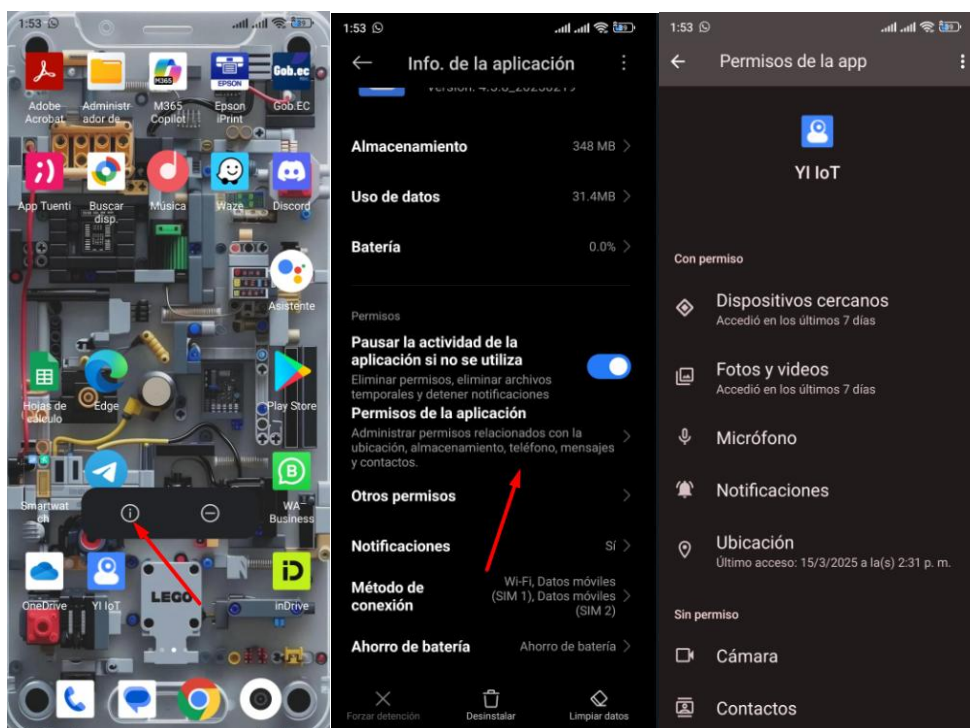 1:53
Adobe
Acrobat
Administr
ador de
M365
M365
Copilot
EPSON
Epson
iPrint
Gob.ec
Gob.EC
App Tuenti
Buscar
disp.
Música
Waze
Discord
Asistente
Hojas de
cálculo
Edge
Play Store
Smartwat
ch
WA
Business
OneDrive
YI IoT
LEGO
inDrive
1:53
Info. de la aplicación
Almacenamiento
348 MB
Uso de datos
31.4MB
Batería
0.0%
Permisos
Pausar la actividad de la
aplicación si no se utiliza
Eliminar permisos, eliminar archivos
temporales y detener notificaciones
Permisos de la aplicación
Administrar permisos relacionados con la
ubicación, almacenamiento, teléfono, mensajes
y contactos.
Otros permisos
Notificaciones
Sí
Método de
conexión
Wi-Fi, Datos móviles
(SIM 1), Datos móviles
(SIM 2)
Ahorro de batería
Ahorro de batería
Forzar detención
Desinstalar
Limpiar datos
1:53
Permisos de la app
YI IoT
Con permiso
Dispositivos cercanos
Accedió en los últimos 7 días
Fotos y videos
Accedió en los últimos 7 días
Micrófono
Notificaciones
Ubicación
Último acceso: 15/3/2025 a la(s) 2:31 p. m.
Sin permiso
Cámara
Contactos